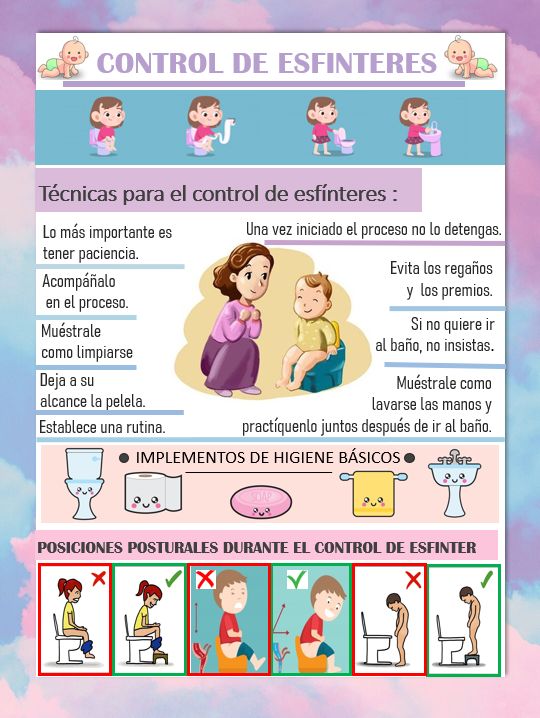 CONTROL DE ESFINTERES
Técnicas para el control de esfínteres :
Lo más importante es
tener paciencia.
Acompáñalo
en el proceso.
Muéstrale
como limpiarse
Deja a su
alcance la pelela.
Establece una rutina.
Una vez iniciado el proceso no lo detengas.
Evita los regaños
y los premios.
Si no quiere ir
al baño, no insistas.
Muéstrale como
lavarse las manos y
practíquenlo juntos después de ir al baño.
IMPLEMENTOS DE HIGIENE BÁSICOS
SOAP
POSICIONES POSTURALES DURANTE EL CONTROL DE ESFINTER